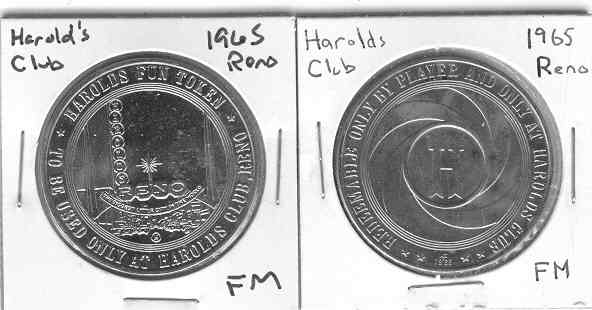 Harold's
Club
1965
Reno
HAROLDS FUN TOKEN
TO BE USED ONLY AT HAROLDS CLUB RENO
RENO
FM
Harolds
Club
1965
Reno
REDEEMABLE ONLY BY PLAYER AND ONLY AT HAROLDS CLUB
H
1965
FM